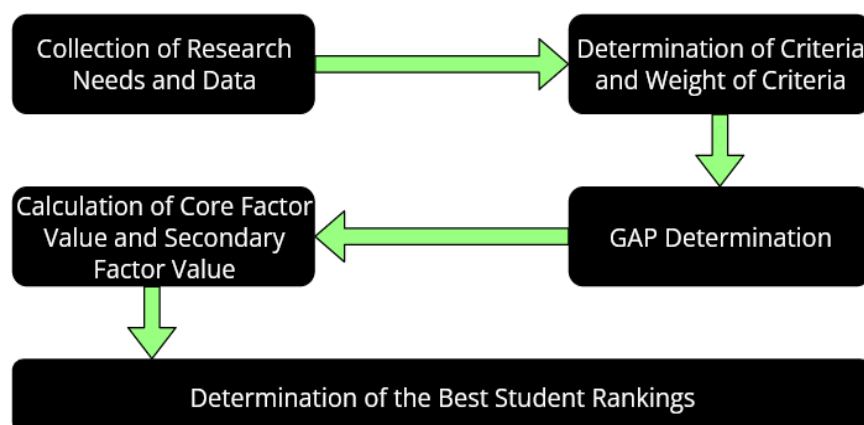 Collection of Research
Needs and Data
Determination of Criteria
and Weight of Criteria
GAP Determination
Calculation of Core Factor
Value and Secondary
Factor Value
Determination of the Best Student Rankings